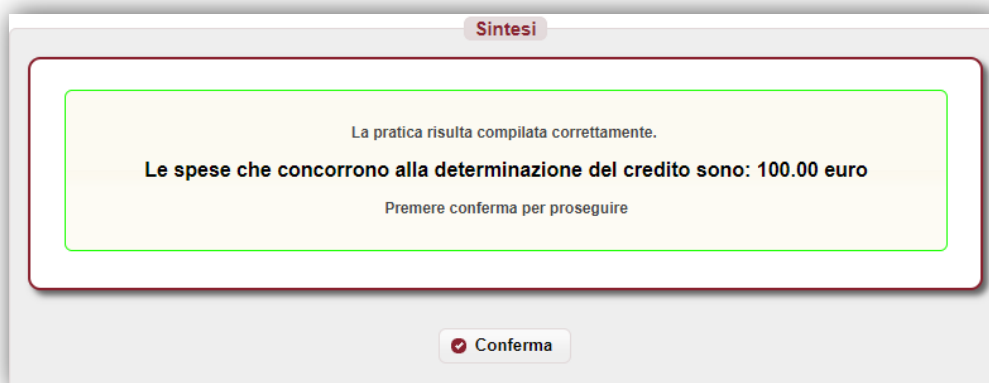 Sintesi
La pratica risulta compilata correttamente.
Le spese che concorrono alla determinazione del credito sono: 100.00 euro
Premere conferma per proseguire
Conferma